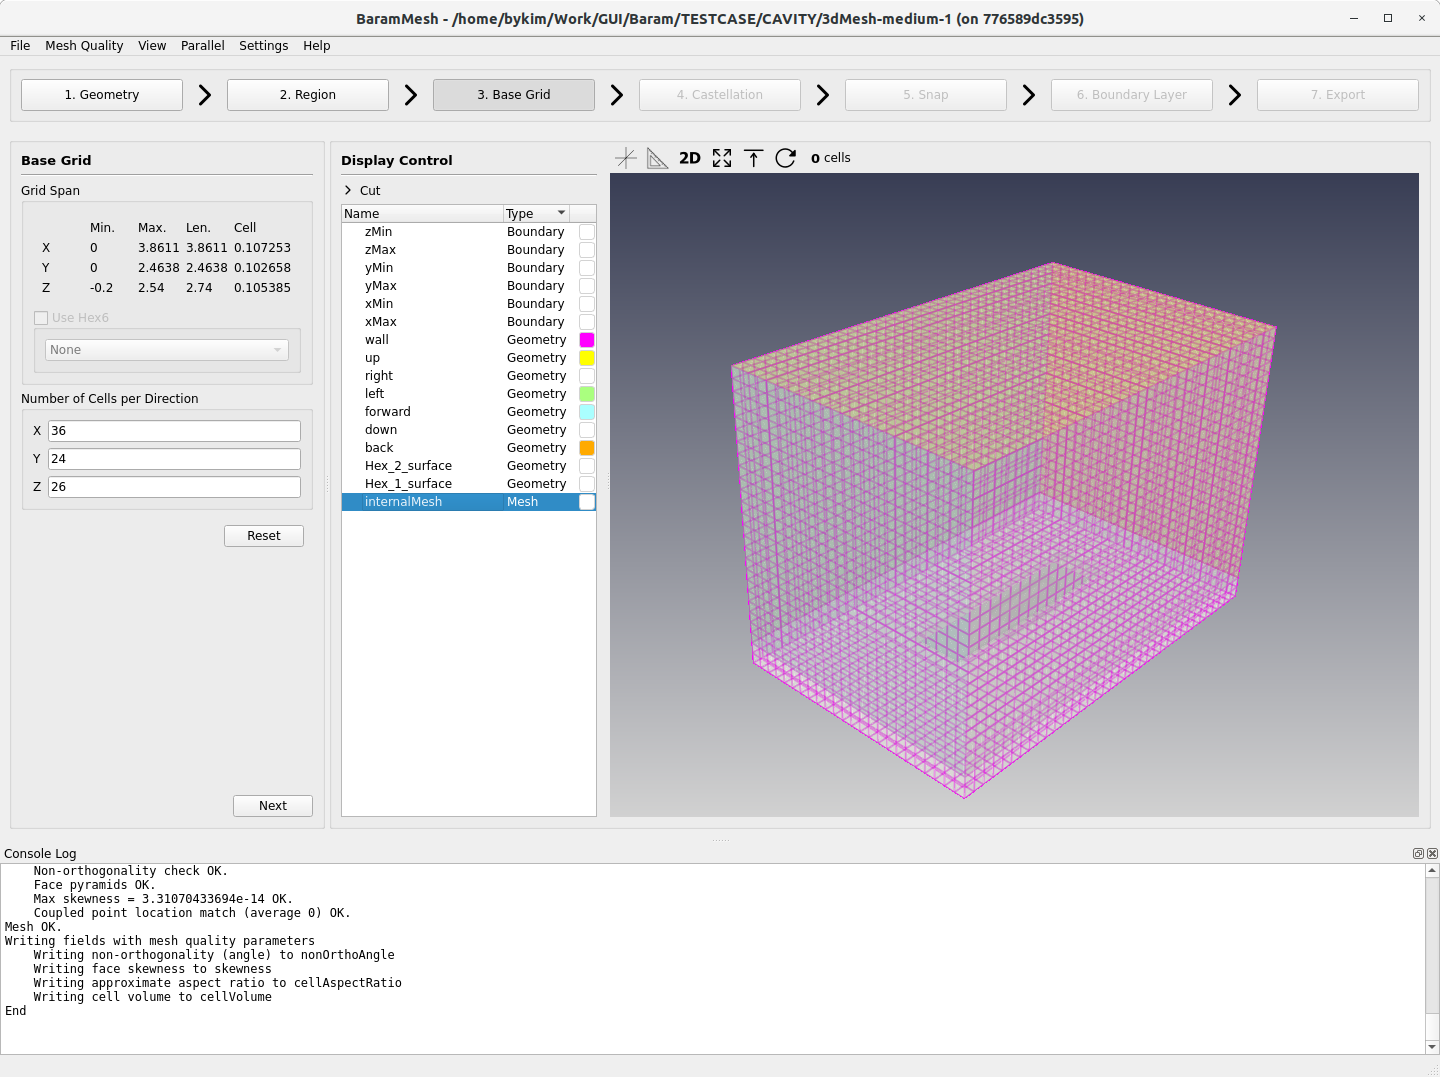 BaramMesh - /home/bykim/Work/GUI/Baram/TESTCASE/CAVITY/3dMesh-medium-1 (on 776589dc3595)
File Mesh Quality View Parallel Settings Help
1. Geometry 2. Region 3. Base Grid 4. Castellation 5. Snap 6. Boundary Layer 7. Export
Base Grid
Grid Span
Min. Max. Len. Cell
X 0 3.8611 3.8611 0.107253
Y 0 2.4638 2.4638 0.102658
Z -0.2 2.54 2.74 0.105385
Use Hex6
None
Number of Cells per Direction
X 36
Y 24
Z 26
Reset
Next
Display Control
Cut
Name Type
zMin Boundary
zMax Boundary
yMin Boundary
yMax Boundary
xMin Boundary
xMax Boundary
wall Geometry
up Geometry
right Geometry
left Geometry
forward Geometry
down Geometry
back Geometry
Hex_2_surface Geometry
Hex_1_surface Geometry
internalMesh Mesh
2D 0 cells
Console Log
Non-orthogonality check OK.
Face pyramids OK.
Max skewness = 3.31070433694e-14 OK.
Coupled point location match (average 0) OK.
Mesh OK.
Writing fields with mesh quality parameters
Writing non-orthogonality (angle) to nonOrthoAngle
Writing face skewness to skewness
Writing approximate aspect ratio to cellAspectRatio
Writing cell volume to cellVolume
End